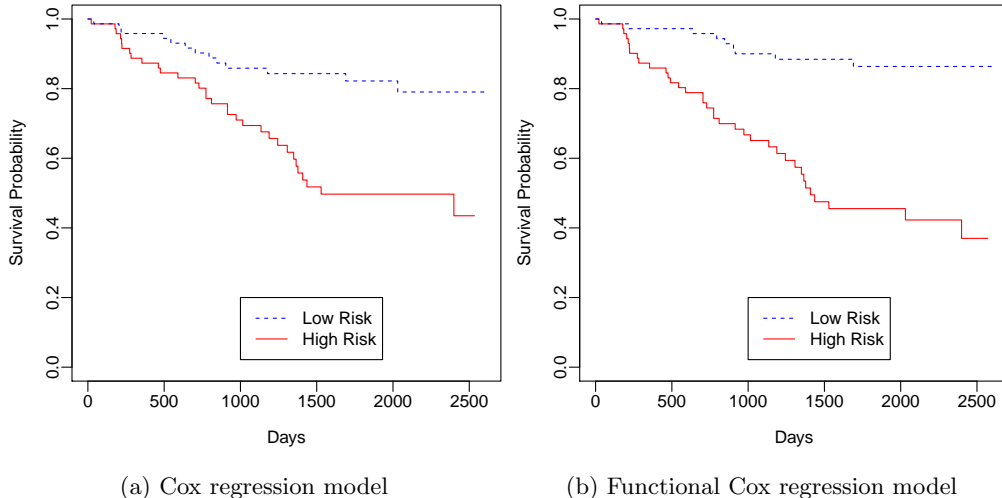 1.0
0.8
0.6
0.4
0.2
0.0
Survival Probability
Low Risk
High Risk
0 500 1000 1500 2000 2500
Days
(a) Cox regression model
1.0
0.8
0.6
0.4
0.2
0.0
Survival Probability
Low Risk
High Risk
0 500 1000 1500 2000 2500
Days
(b) Functional Cox regression model